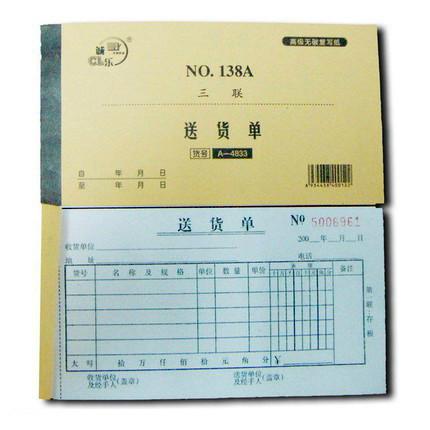 诚
CL乐
®
高级无碳复写纸
NO. 138A
三 联
送 货 单
货号 A-4833
自 年 月 日
至 年 月 日
6934458400122
送 货 单
№ 5006961
200 年 月 日
收货单位
地 址
电话
货号 名 称 及 规 格 单位 数 量 单价 金 额 备注
第一联:存根
大 写 拾 万 仟 佰 拾 元 角 分 ¥
收货单位
及经手人(盖章)
送货单位
及经手人(盖章)